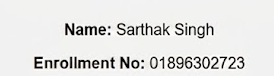 Name: Sarthak Singh
Enrollment No: 01896302723